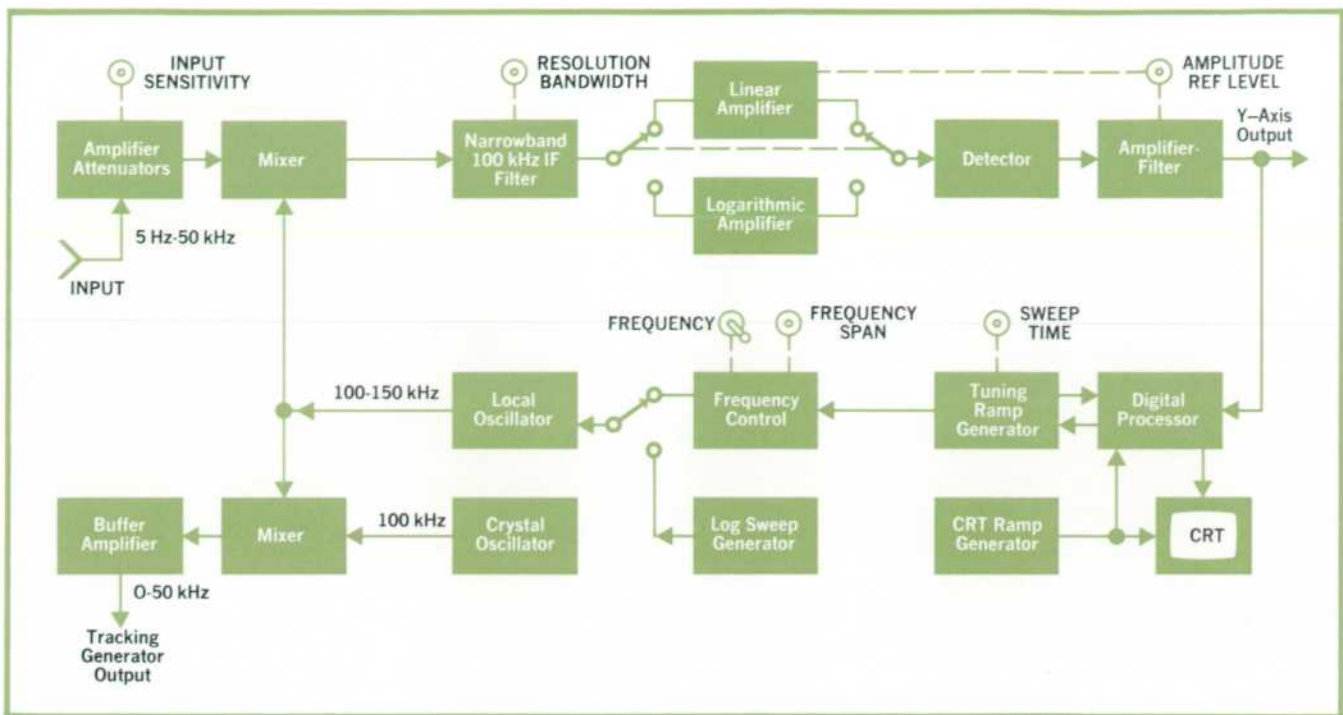 INPUT
SENSITIVITY
RESOLUTION
BANDWIDTH
AMPLITUDE
REF LEVEL
Amplifier
Attenuators
Mixer
Narrowband
100 kHz IF
Filter
Linear
Amplifier
Logarithmic
Amplifier
Detector
Amplifier-
Filter
Y–Axis
Output
5 Hz-50 kHz
INPUT
FREQUENCY
FREQUENCY
SPAN
SWEEP
TIME
100-150 kHz
Local
Oscillator
Frequency
Control
Tuning
Ramp
Generator
Digital
Processor
Buffer
Amplifier
Mixer
100 kHz
Crystal
Oscillator
Log Sweep
Generator
CRT Ramp
Generator
CRT
O-50 kHz
Tracking
Generator
Output